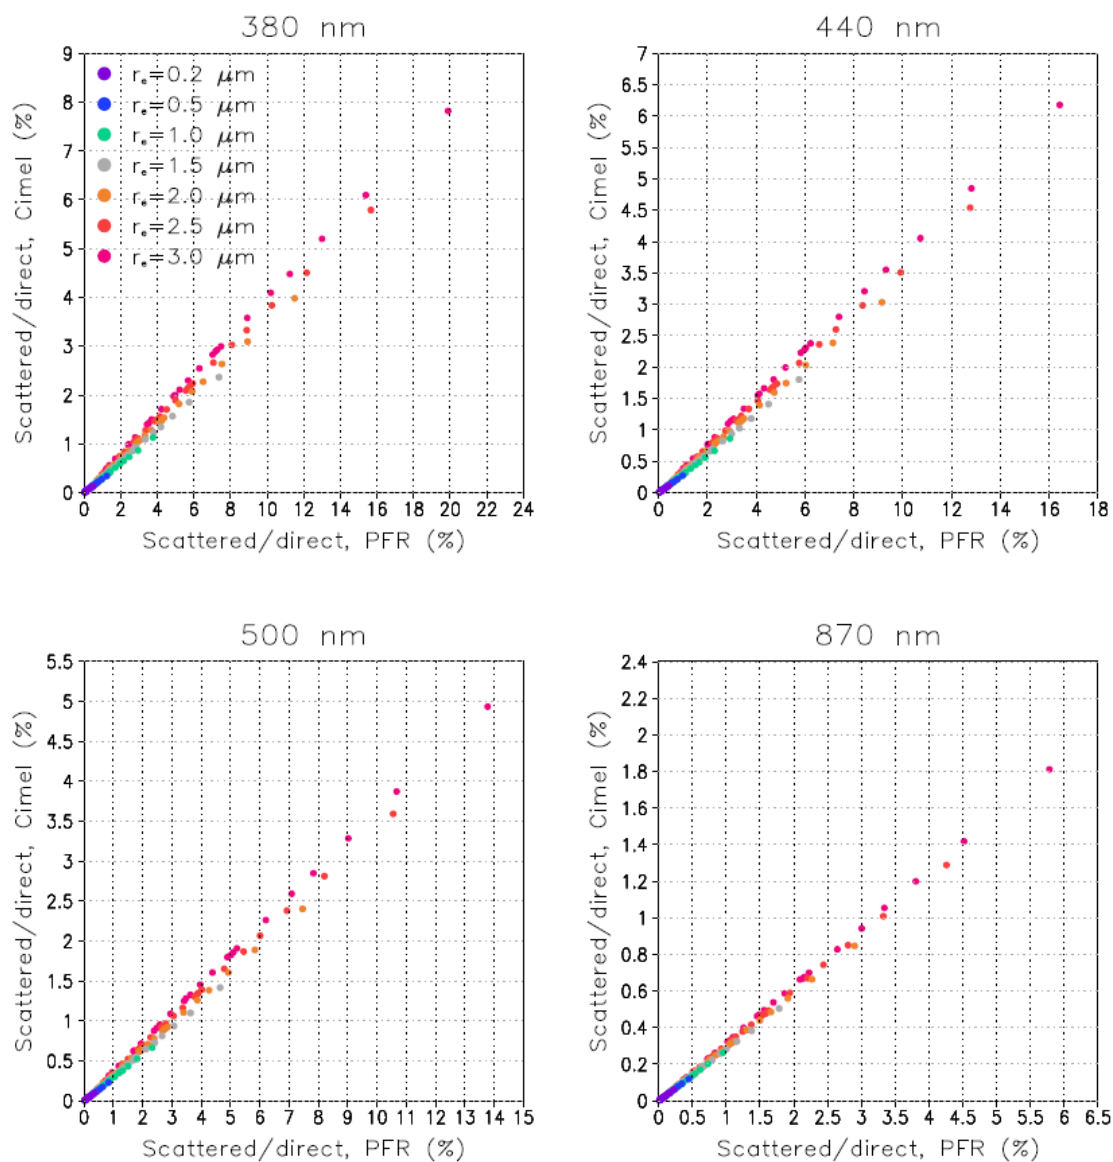 380 nm
Scattered/direct, Cimel (%)
9
8
7
6
5
4
3
2
1
0
rₑ=0.2 μm
rₑ=0.5 μm
rₑ=1.0 μm
rₑ=1.5 μm
rₑ=2.0 μm
rₑ=2.5 μm
rₑ=3.0 μm
2 4 6 8 10 12 14 16 18 20 22 24
Scattered/direct, PFR (%)
440 nm
Scattered/direct, Cimel (%)
7
6.5
6
5.5
5
4.5
4
3.5
3
2.5
2
1.5
1
0.5
0
2 4 6 8 10 12 14 16 18
Scattered/direct, PFR (%)
500 nm
Scattered/direct, Cimel (%)
5.5
5
4.5
4
3.5
3
2.5
2
1.5
1
0.5
0
0 1 2 3 4 5 6 7 8 9 10 11 12 13 14 15
Scattered/direct, PFR (%)
870 nm
Scattered/direct, Cimel (%)
2.4
2.2
2
1.8
1.6
1.4
1.2
1
0.8
0.6
0.4
0.2
0
0 0.5 1 1.5 2 2.5 3 3.5 4 4.5 5 5.5 6 6.5
Scattered/direct, PFR (%)